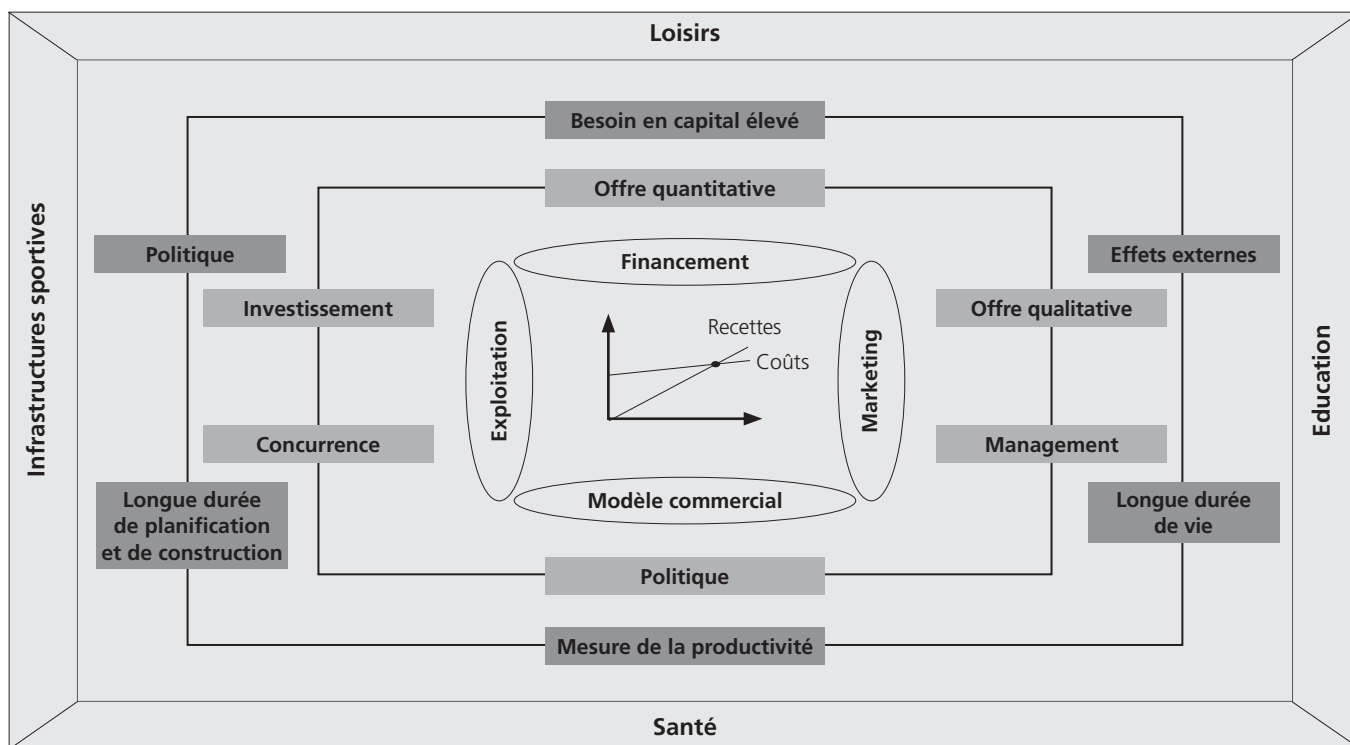 Loisirs
Infrastructures sportives
Besoin en capital élevé
Offre quantitative
Politique
Effets externes
Financement
Investissement
Offre qualitative
Exploitation
Recettes
Coûts
Marketing
Education
Concurrence
Management
Longue durée
de planification
et de construction
Modèle commercial
Longue durée
de vie
Politique
Mesure de la productivité
Santé